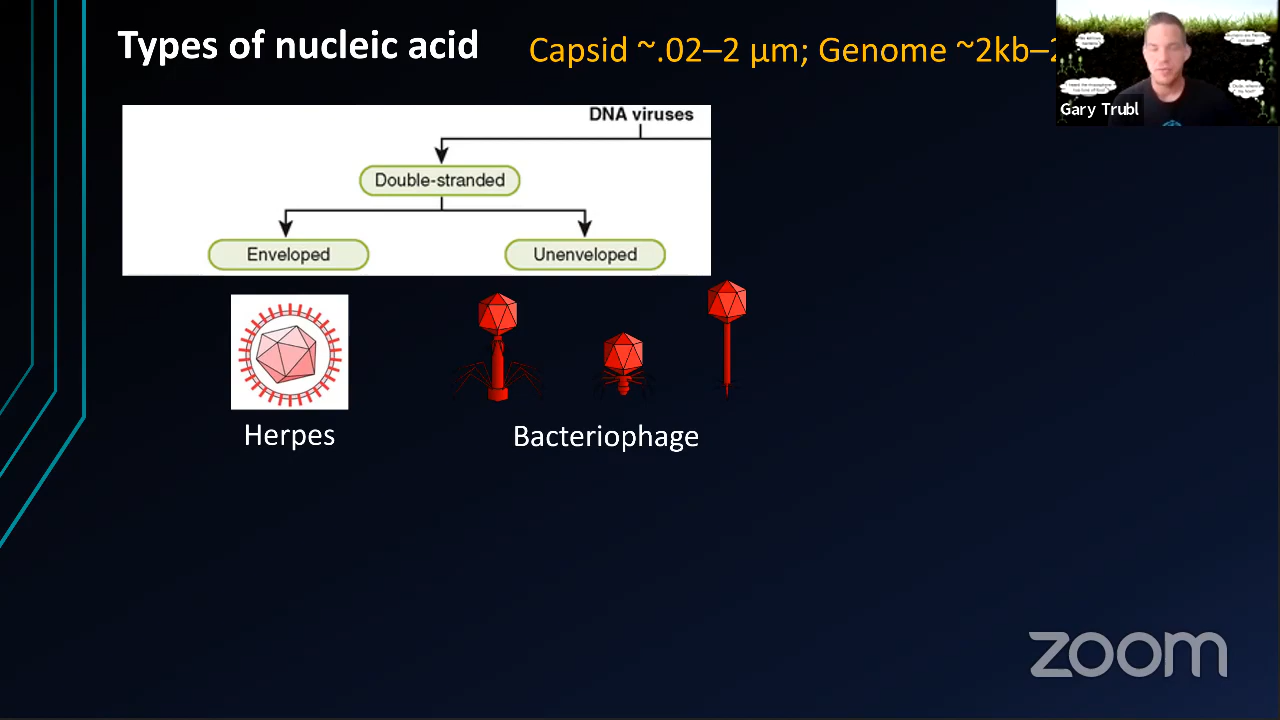 Types of nucleic acid
Capsid ~.02–2 µm; Genome ~2kb–2
Gary Trubl
DNA viruses
Double-stranded
Enveloped
Unenveloped
Herpes
Bacteriophage
zoom